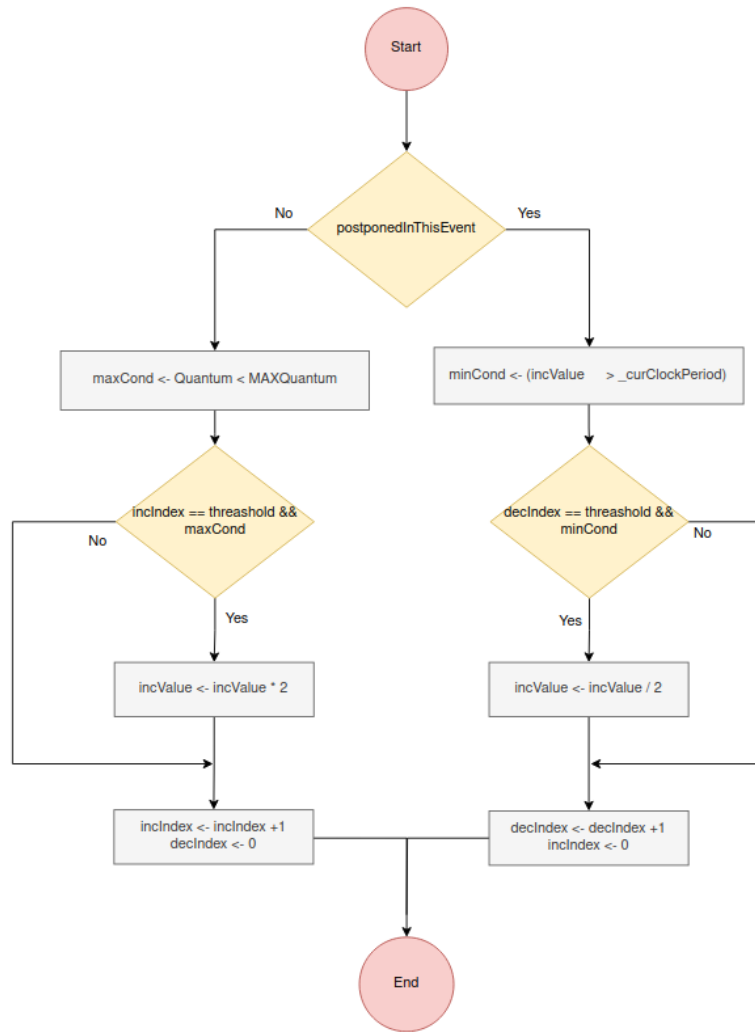 Start
postponedInThisEvent
No
Yes
maxCond <- Quantum < MAXQuantum
minCond <- (incValue > _curClockPeriod)
incIndex == threashold &&
maxCond
decIndex == threashold &&
minCond
No
No
Yes
Yes
incValue <- incValue * 2
incValue <- incValue / 2
incIndex <- incIndex +1
decIndex <- 0
decIndex <- decIndex +1
incIndex <- 0
End